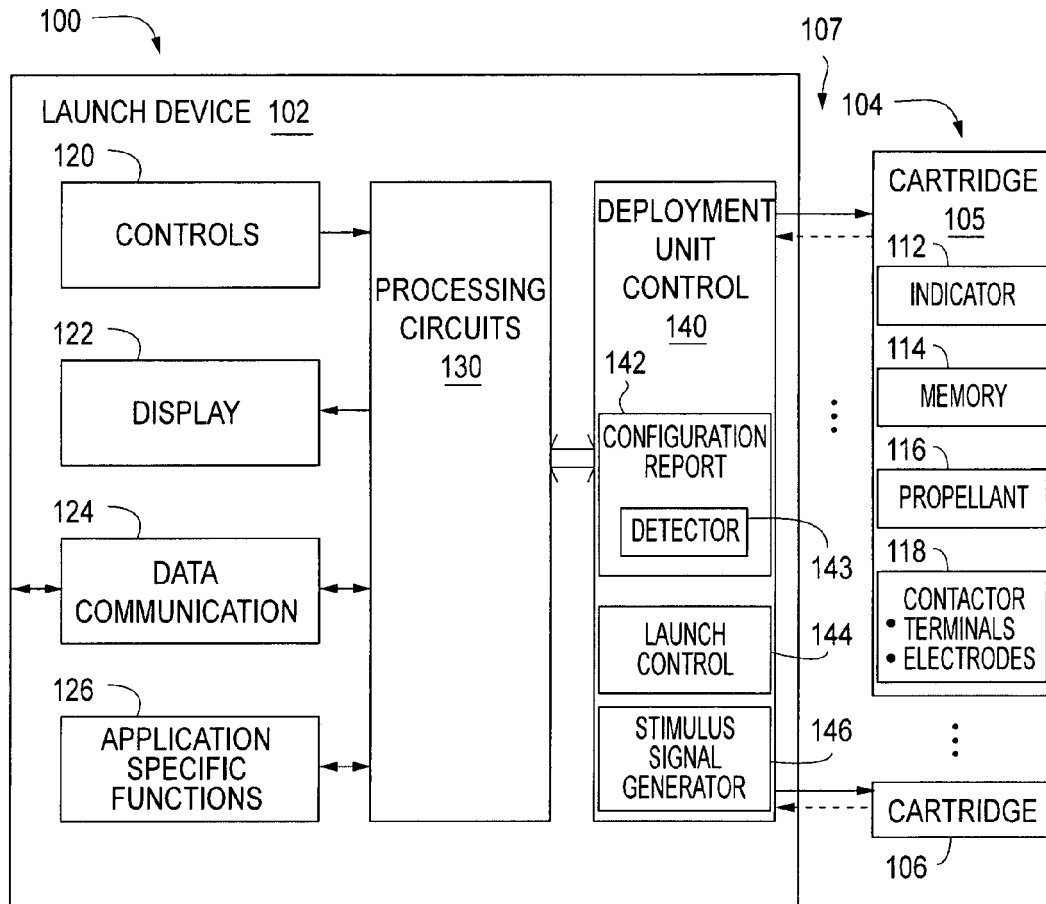 100
107
104
LAUNCH DEVICE 102
120
CONTROLS
122
DISPLAY
124
DATA
COMMUNICATION
126
APPLICATION
SPECIFIC
FUNCTIONS
PROCESSING
CIRCUITS
130
DEPLOYMENT
UNIT
CONTROL
140
142
CONFIGURATION
REPORT
DETECTOR
143
LAUNCH
CONTROL
144
STIMULUS
SIGNAL
GENERATOR
146
CARTRIDGE
105
112
INDICATOR
114
MEMORY
116
PROPELLANT
118
CONTACTOR
• TERMINALS
• ELECTRODES
CARTRIDGE
106